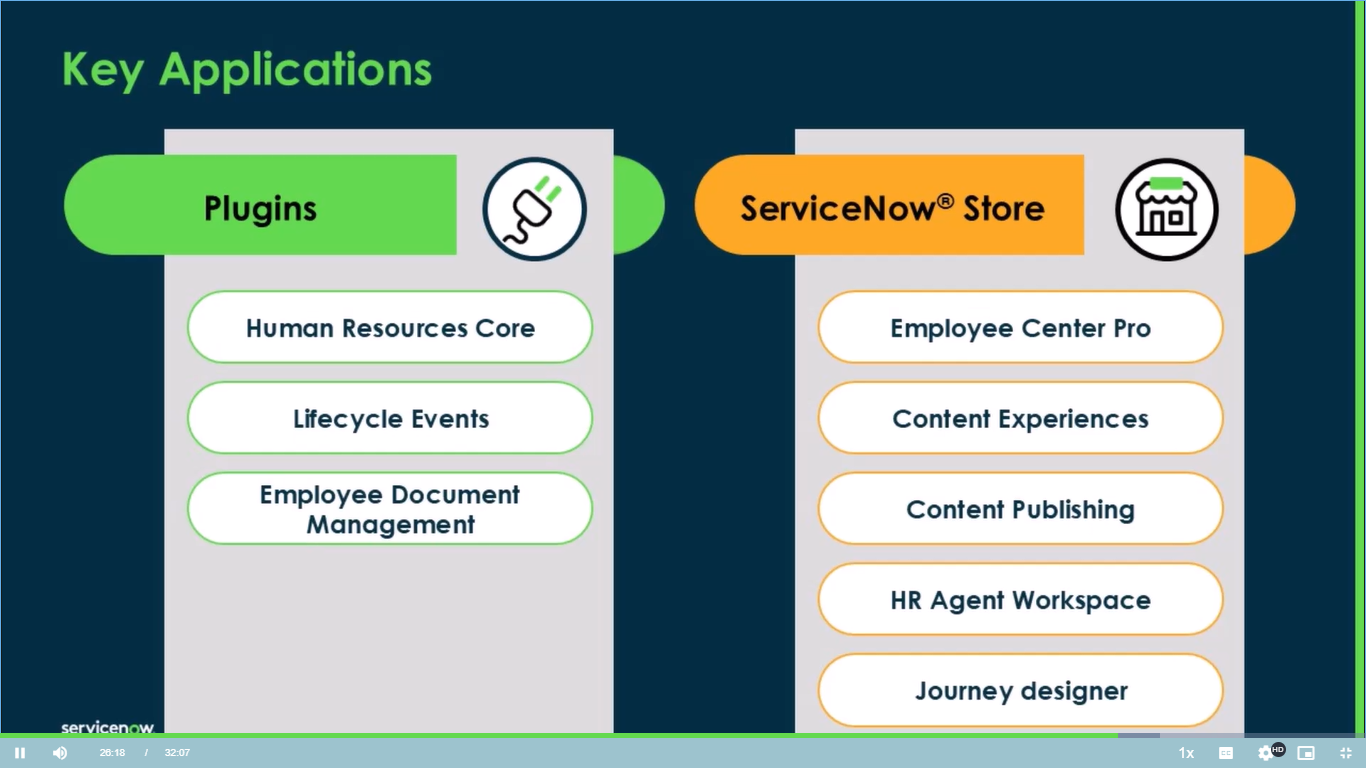 Key Applications
Plugins
ServiceNow® Store
Human Resources Core
Lifecycle Events
Employee Document
Management
Employee Center Pro
Content Experiences
Content Publishing
HR Agent Workspace
Journey designer
servicenow
26:18 / 32:07
1x
CC
HD